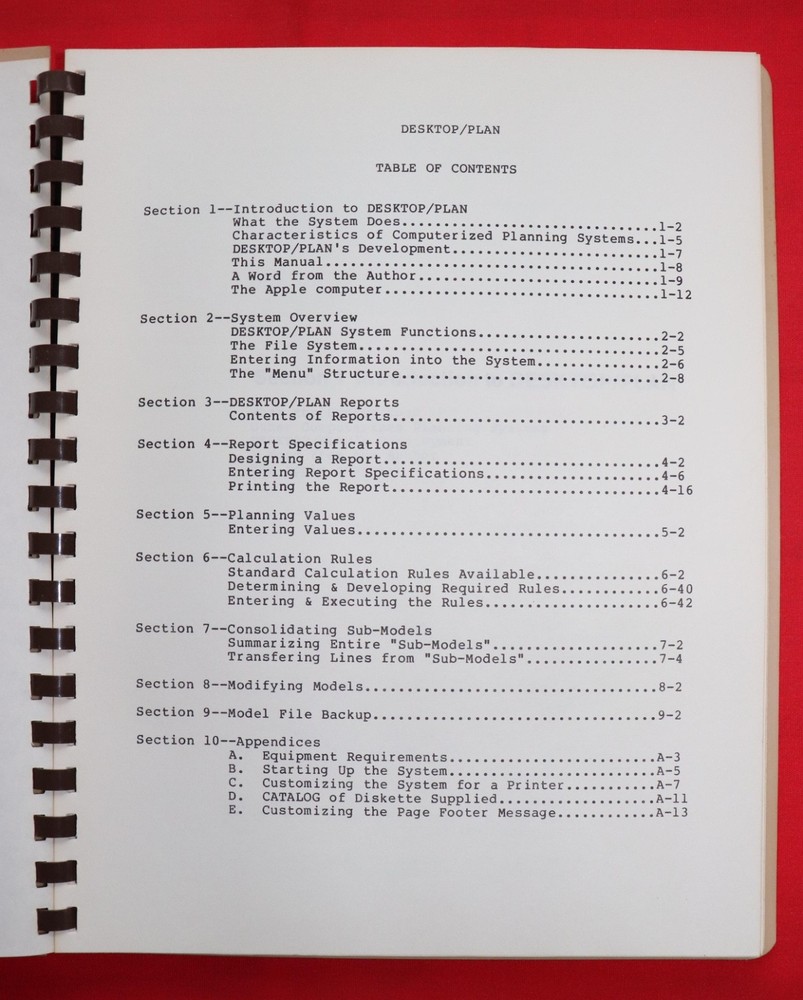 DESKTOP/PLAN
TABLE OF CONTENTS
Section 1--Introduction to DESKTOP/PLAN
What the System Does................................1-2
Characteristics of Computerized Planning Systems...1-5
DESKTOP/PLAN's Development..........................1-7
This Manual.........................................1-8
A Word from the Author..............................1-9
The Apple computer..................................1-12
Section 2--System Overview
DESKTOP/PLAN System Functions.......................2-2
The File System.....................................2-5
Entering Information into the System...............2-6
The "Menu" Structure................................2-8
Section 3--DESKTOP/PLAN Reports
Contents of Reports.................................3-2
Section 4--Report Specifications
Designing a Report..................................4-2
Entering Report Specifications......................4-6
Printing the Report.................................4-16
Section 5--Planning Values
Entering Values.....................................5-2
Section 6--Calculation Rules
Standard Calculation Rules Available...............6-2
Determining & Developing Required Rules............6-40
Entering & Executing the Rules......................6-42
Section 7--Consolidating Sub-Models
Summarizing Entire "Sub-Models".....................7-2
Transfering Lines from "Sub-Models"................7-4
Section 8--Modifying Models....................................8-2
Section 9--Model File Backup...................................9-2
Section 10--Appendices
A. Equipment Requirements..........................A-3
B. Starting Up the System..........................A-5
C. Customizing the System for a Printer...........A-7
D. CATALOG of Diskette Supplied....................A-11
E. Customizing the Page Footer Message............A-13